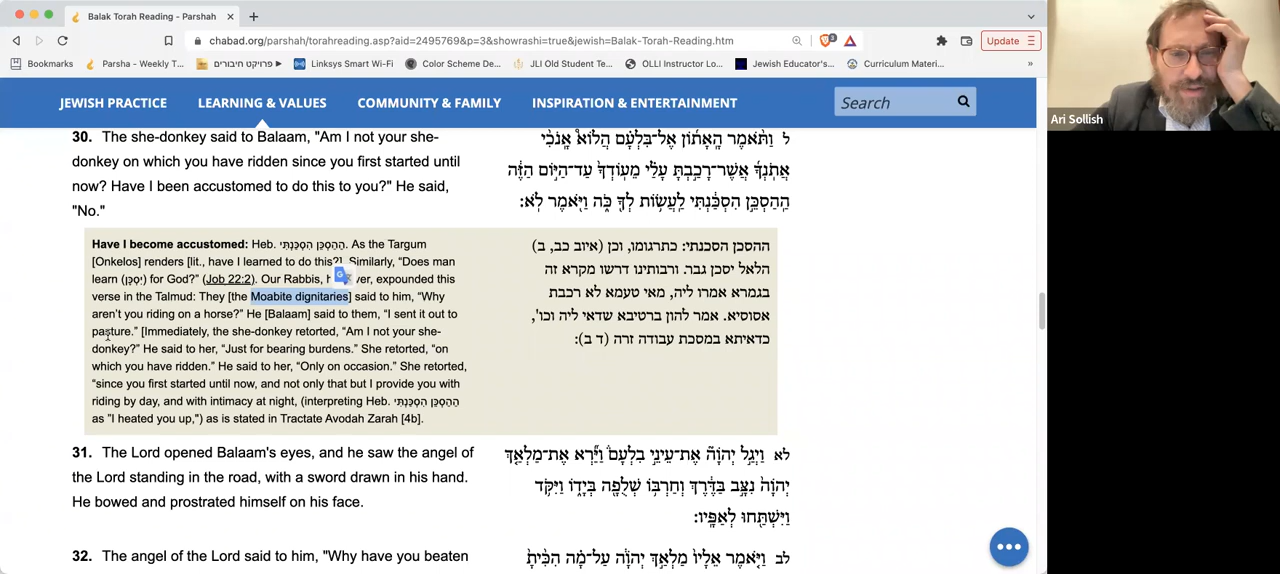 Balak Torah Reading - Parshah
chabad.org/parshah/torahreading.asp?aid=2495769&p=3&showrashi=true&jewish=Balak-Torah-Reading.htm
3
Update
Bookmarks
Parsha - Weekly T...
פרויקט חיבורים
Linksys Smart Wi-Fi
Color Scheme De...
JLI Old Student Te...
OLLI Instructor Lo...
Jewish Educator's...
Curriculum Materi...
JEWISH PRACTICE
LEARNING & VALUES
COMMUNITY & FAMILY
INSPIRATION & ENTERTAINMENT
Search
Ari Sollish
30. The she-donkey said to Balaam, "Am I not your she-
donkey on which you have ridden since you first started until
now? Have I been accustomed to do this to you?" He said,
"No."
ל וַתֹּ֨אמֶר הָֽאָת֜וֹן אֶל־בִּלְעָ֗ם הֲלוֹא֩ אָֽנֹכִ֨י
אֲתֹֽנְךָ֜ אֲשֶׁר־רָכַ֣בְתָּ עָלַ֗י מֵעֽוֹדְךָ֙ עַד־הַיּ֣וֹם הַזֶּ֔ה
הַֽהַסְכֵּ֣ן הִסְכַּ֔נְתִּי לַֽעֲשׂ֥וֹת לְךָ֖ כֹּ֑ה וַיֹּ֖אמֶר לֹֽא:
Have I become accustomed: Heb. הַהַסְכֵּן הִסְכַּנְתִּי. As the Targum
[Onkelos] renders [lit., have I learned to do this?]. Similarly, “Does man
learn (יִסְכָּן) for God?” (Job 22:2). Our Rabbis, however, expounded this
verse in the Talmud: They [the Moabite dignitaries] said to him, “Why
aren’t you riding on a horse?” He [Balaam] said to them, “I sent it out to
pasture.” [Immediately, the she-donkey retorted, “Am I not your she-
donkey?” He said to her, “Just for bearing burdens.” She retorted, “on
which you have ridden.” He said to her, “Only on occasion.” She retorted,
“since you first started until now, and not only that but I provide you with
riding by day, and with intimacy at night, (interpreting Heb. הַהַסְכֵּן הִסְכַּנְתִּי
as "I heated you up,") as is stated in Tractate Avodah Zarah [4b].
ההסכן הסכנתי: כתרגומו, וכן (איוב כב, ב)
הלאל יסכן גבר. ורבותינו דרשו מקרא זה
בגמרא אמרו ליה, מאי טעמא לא רכבת
אסוסיא. אמר להון ברטיבא שדאי ליה וכו',
כדאיתא במסכת עבודה זרה (ד ב):
31. The Lord opened Balaam's eyes, and he saw the angel of
the Lord standing in the road, with a sword drawn in his hand.
He bowed and prostrated himself on his face.
לא וַיְגַ֣ל יְהֹוָה֘ אֶת־עֵינֵ֣י בִלְעָם֒ וַיַּ֞רְא אֶת־מַלְאַ֤ךְ
יְהֹוָה֙ נִצָּ֣ב בַּדֶּ֔רֶךְ וְחַרְבּ֥וֹ שְׁלֻפָ֖ה בְּיָד֑וֹ וַיִּקֹּ֥ד
וַיִּשְׁתַּ֖חוּ לְאַפָּֽיו:
32. The angel of the Lord said to him, "Why have you beaten
לב וַיֹּ֤אמֶר אֵלָיו֙ מַלְאַ֣ךְ יְהֹוָ֔ה עַל־מָ֗ה הִכִּ֨יתָ֙